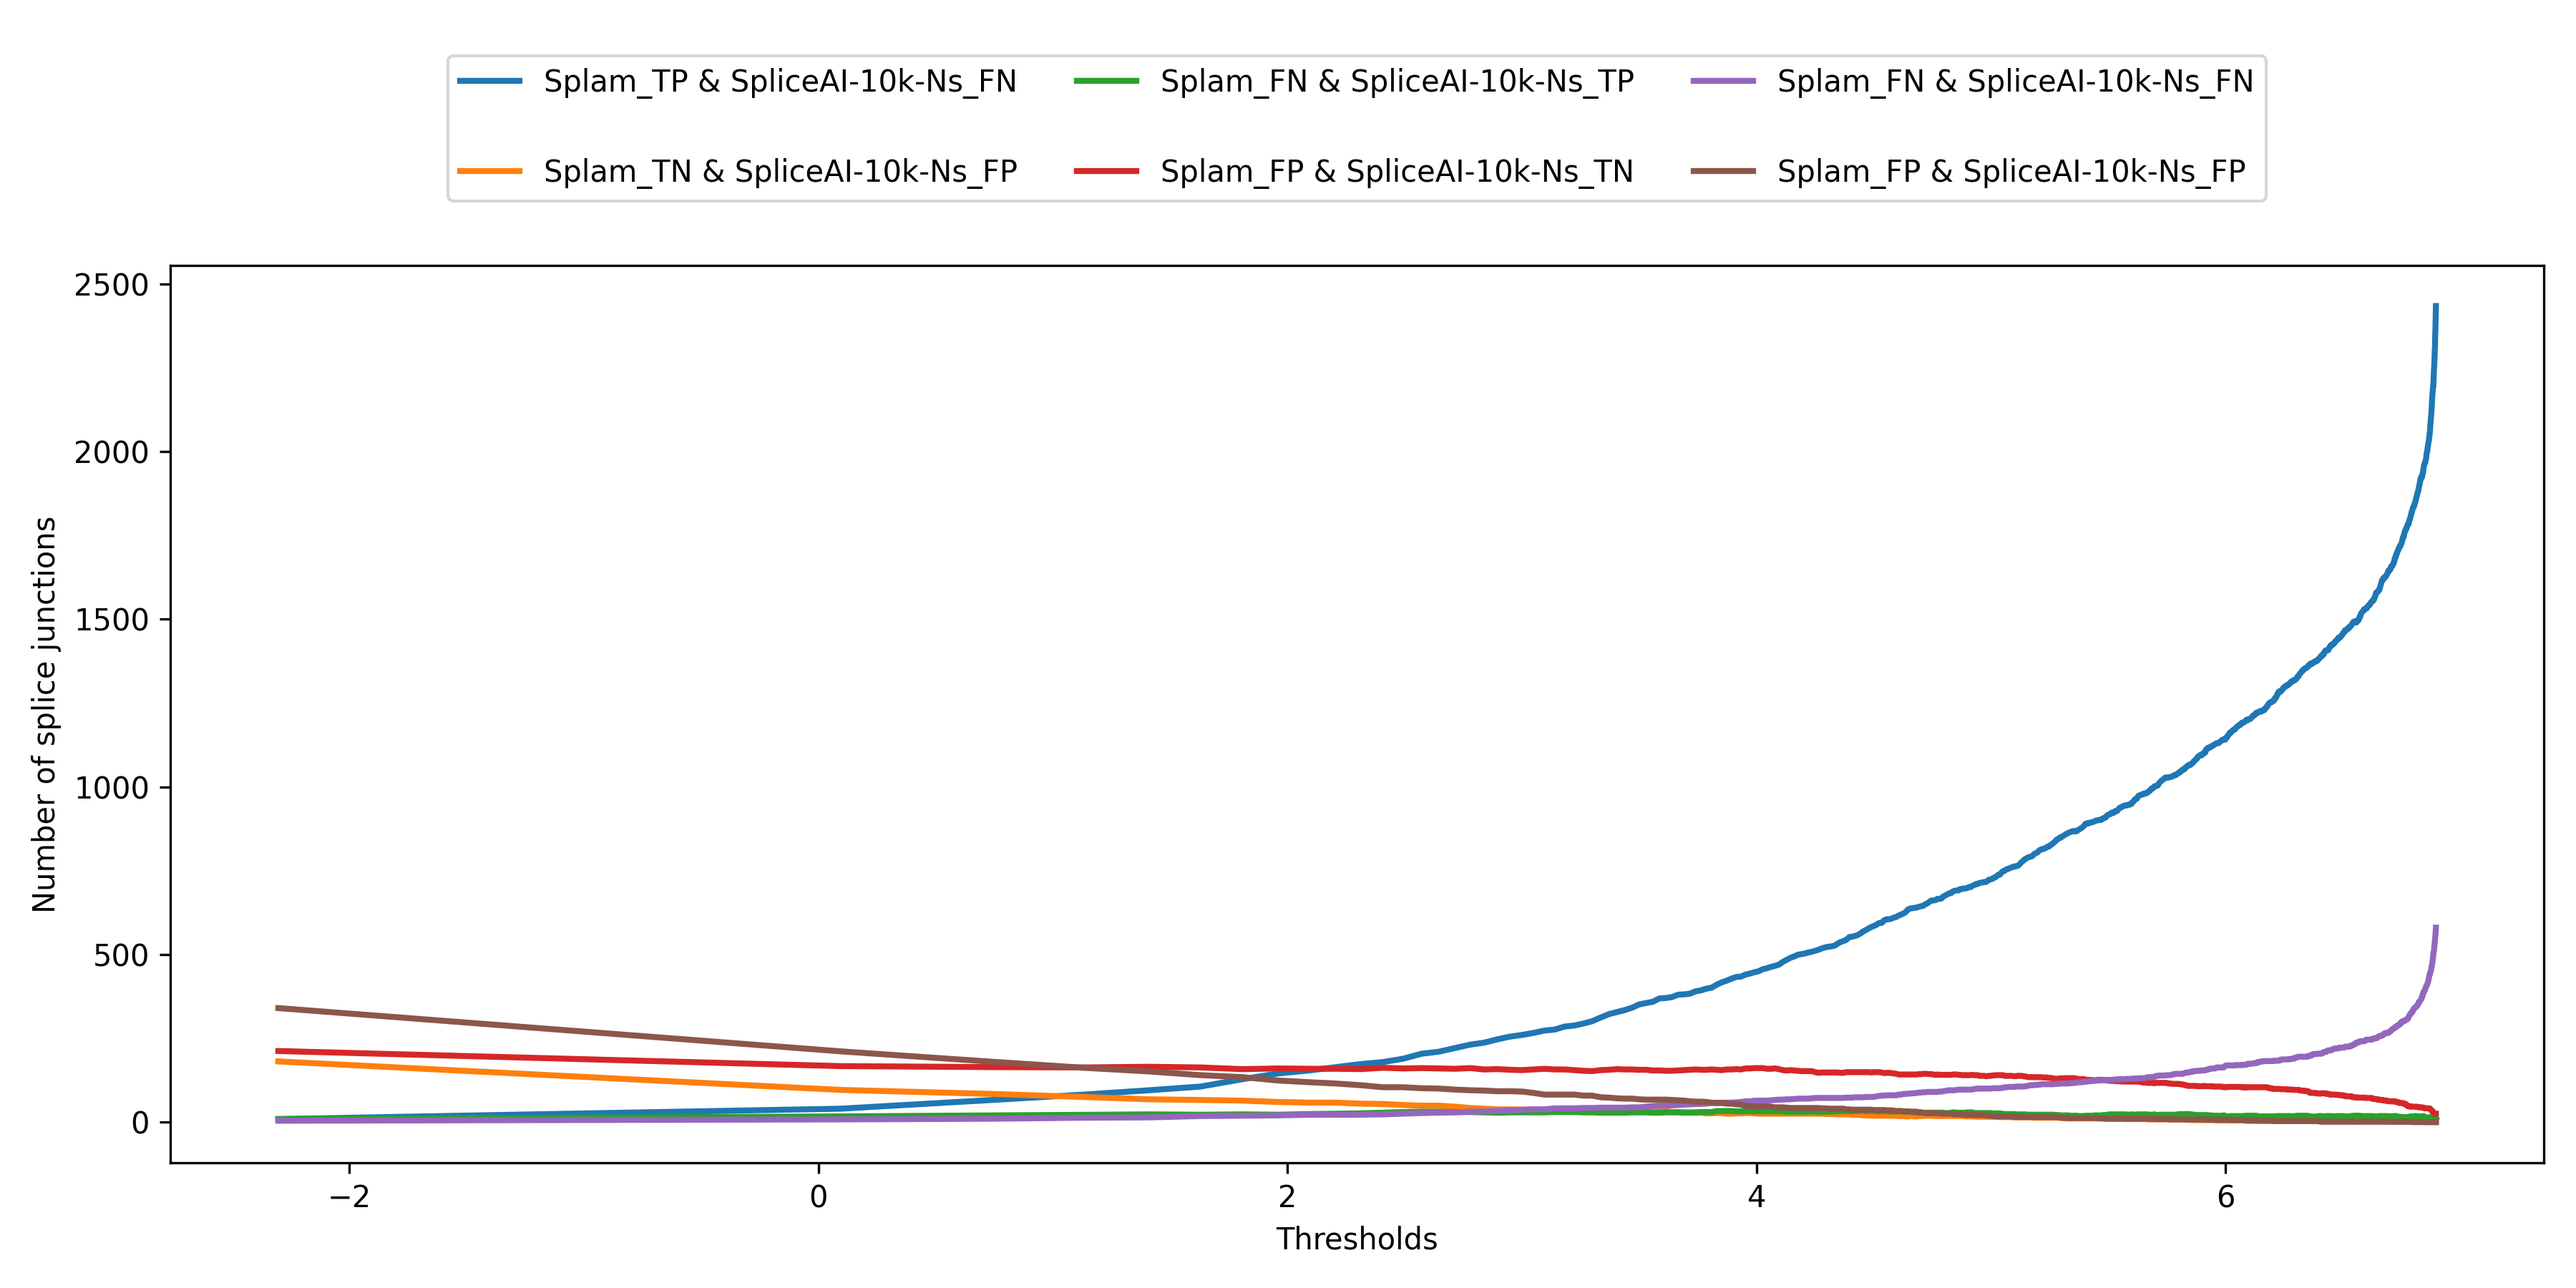 Splam_TP & SpliceAI-10k-Ns_FN
Splam_FN & SpliceAI-10k-Ns_TP
Splam_FN & SpliceAI-10k-Ns_FN
Splam_TN & SpliceAI-10k-Ns_FP
Splam_FP & SpliceAI-10k-Ns_TN
Splam_FP & SpliceAI-10k-Ns_FP
Number of splice junctions
2500
2000
1500
1000
500
0
−2
0
2
4
6
Thresholds